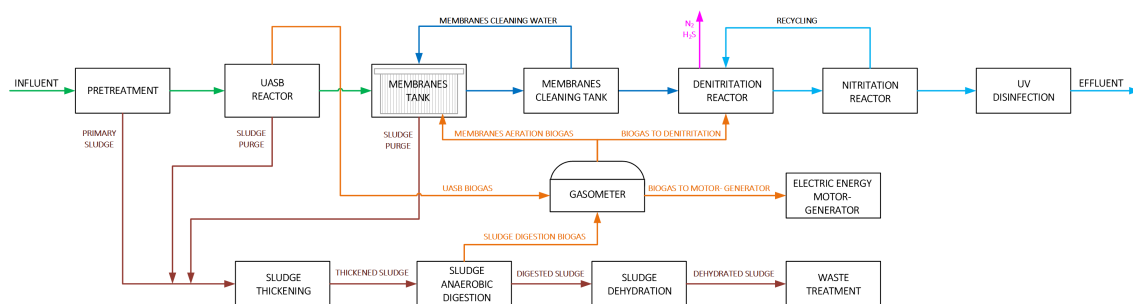 MEMBRANES CLEANING WATER
N₂
H₂S
RECYCLING
INFLUENT
PRETREATMENT
UASB
REACTOR
MEMBRANES
TANK
MEMBRANES
CLEANING TANK
DENITRITATION
REACTOR
NITRITATION
REACTOR
UV
DISINFECTION
EFFLUENT
PRIMARY
SLUDGE
SLUDGE
PURGE
SLUDGE
PURGE
MEMBRANES AERATION BIOGAS
BIOGAS TO DENITRITATION
UASB BIOGAS
GASOMETER
BIOGAS TO MOTOR- GENERATOR
ELECTRIC ENERGY
MOTOR-
GENERATOR
SLUDGE DIGESTION BIOGAS
SLUDGE
THICKENING
THICKENED SLUDGE
SLUDGE
ANAEROBIC
DIGESTION
DIGESTED SLUDGE
SLUDGE
DEHYDRATION
DEHYDRATED SLUDGE
WASTE
TREATMENT